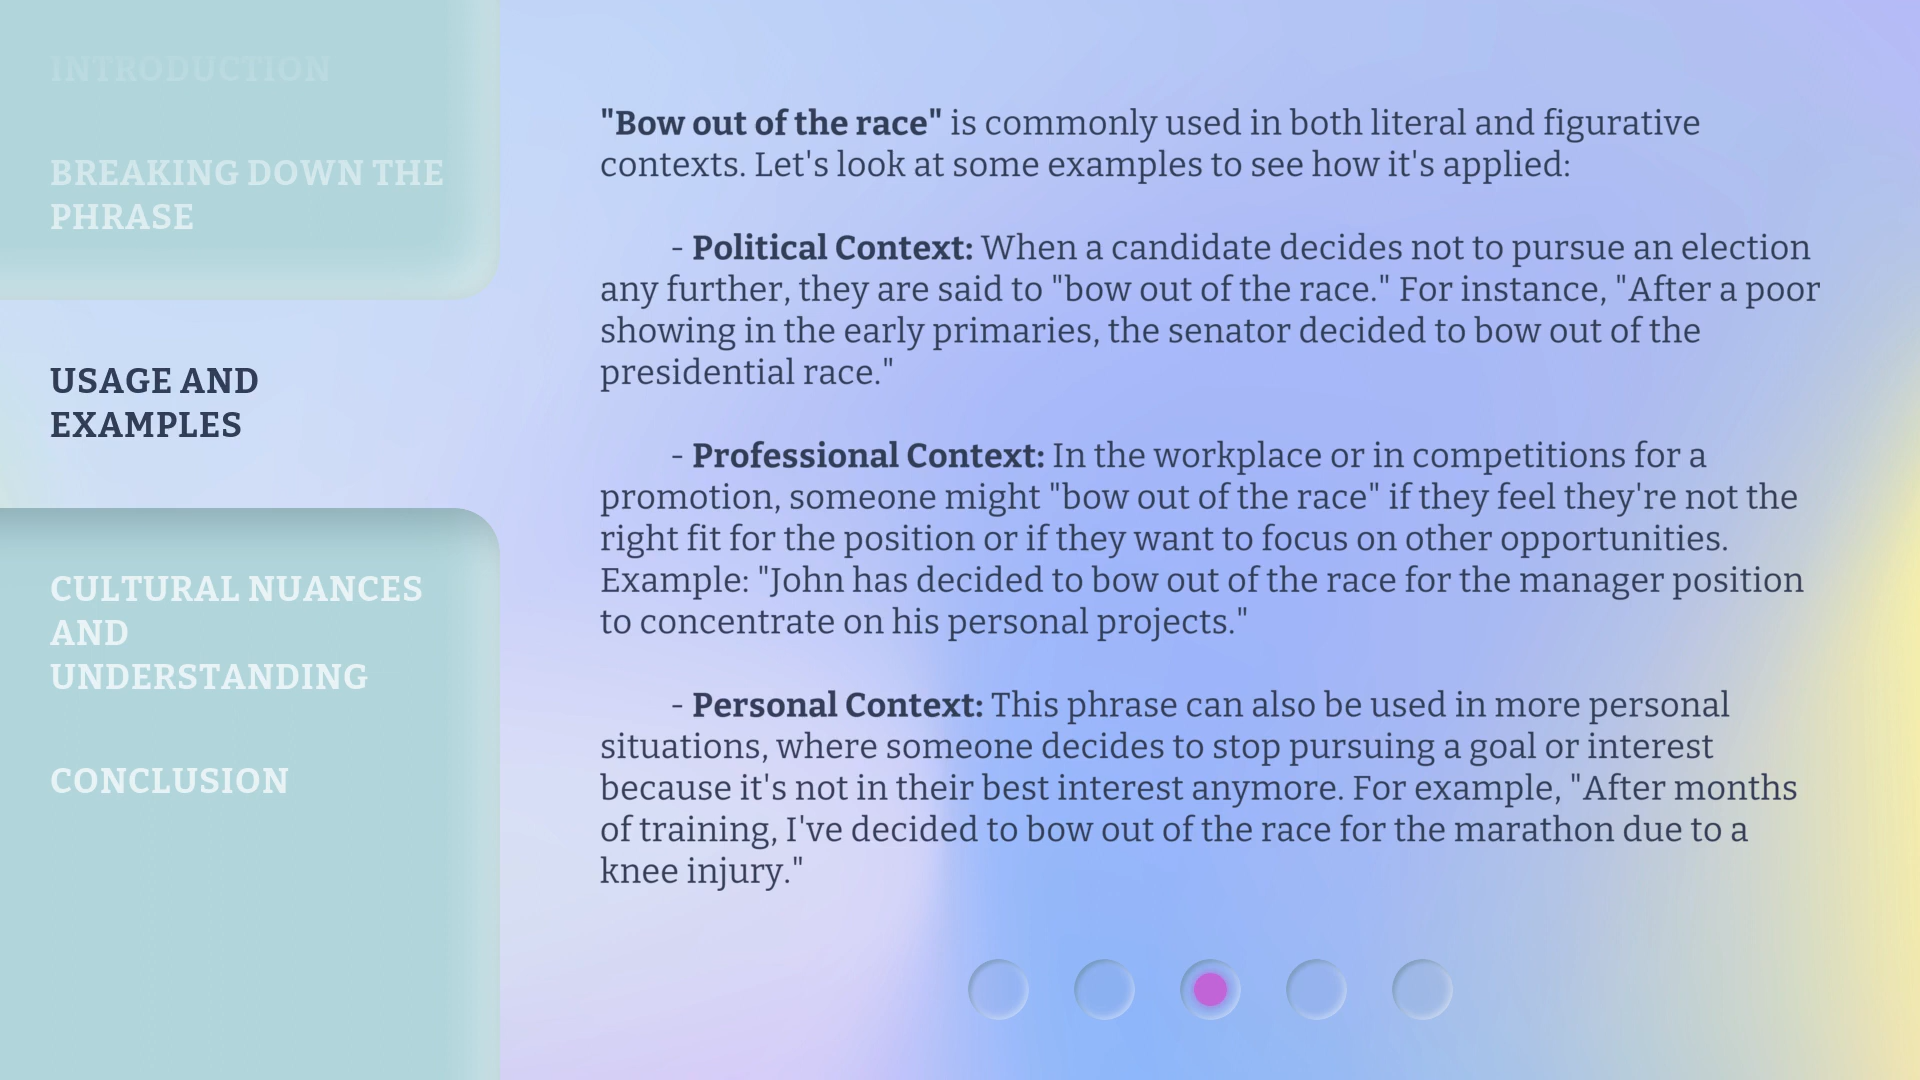 INTRODUCTION
BREAKING DOWN THE
PHRASE
USAGE AND
EXAMPLES
CULTURAL NUANCES
AND
UNDERSTANDING
CONCLUSION
"Bow out of the race" is commonly used in both literal and figurative
contexts. Let's look at some examples to see how it's applied:
- Political Context: When a candidate decides not to pursue an election
any further, they are said to "bow out of the race." For instance, "After a poor
showing in the early primaries, the senator decided to bow out of the
presidential race."
- Professional Context: In the workplace or in competitions for a
promotion, someone might "bow out of the race" if they feel they're not the
right fit for the position or if they want to focus on other opportunities.
Example: "John has decided to bow out of the race for the manager position
to concentrate on his personal projects."
- Personal Context: This phrase can also be used in more personal
situations, where someone decides to stop pursuing a goal or interest
because it's not in their best interest anymore. For example, "After months
of training, I've decided to bow out of the race for the marathon due to a
knee injury."